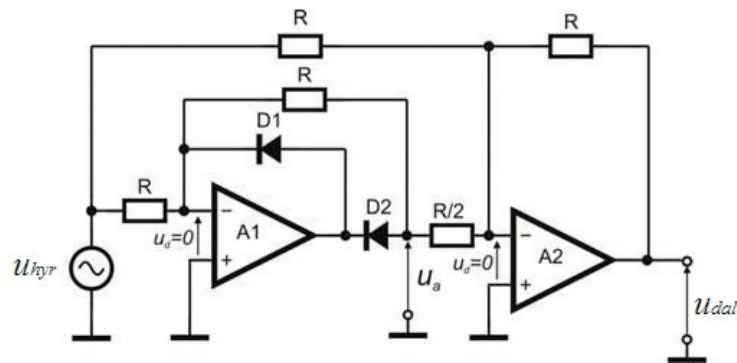 R
R
R
D1
R
−
A1
+
u_d=0
D2
R/2
u_a
−
A2
+
u_d=0
u_hyr
u_dal